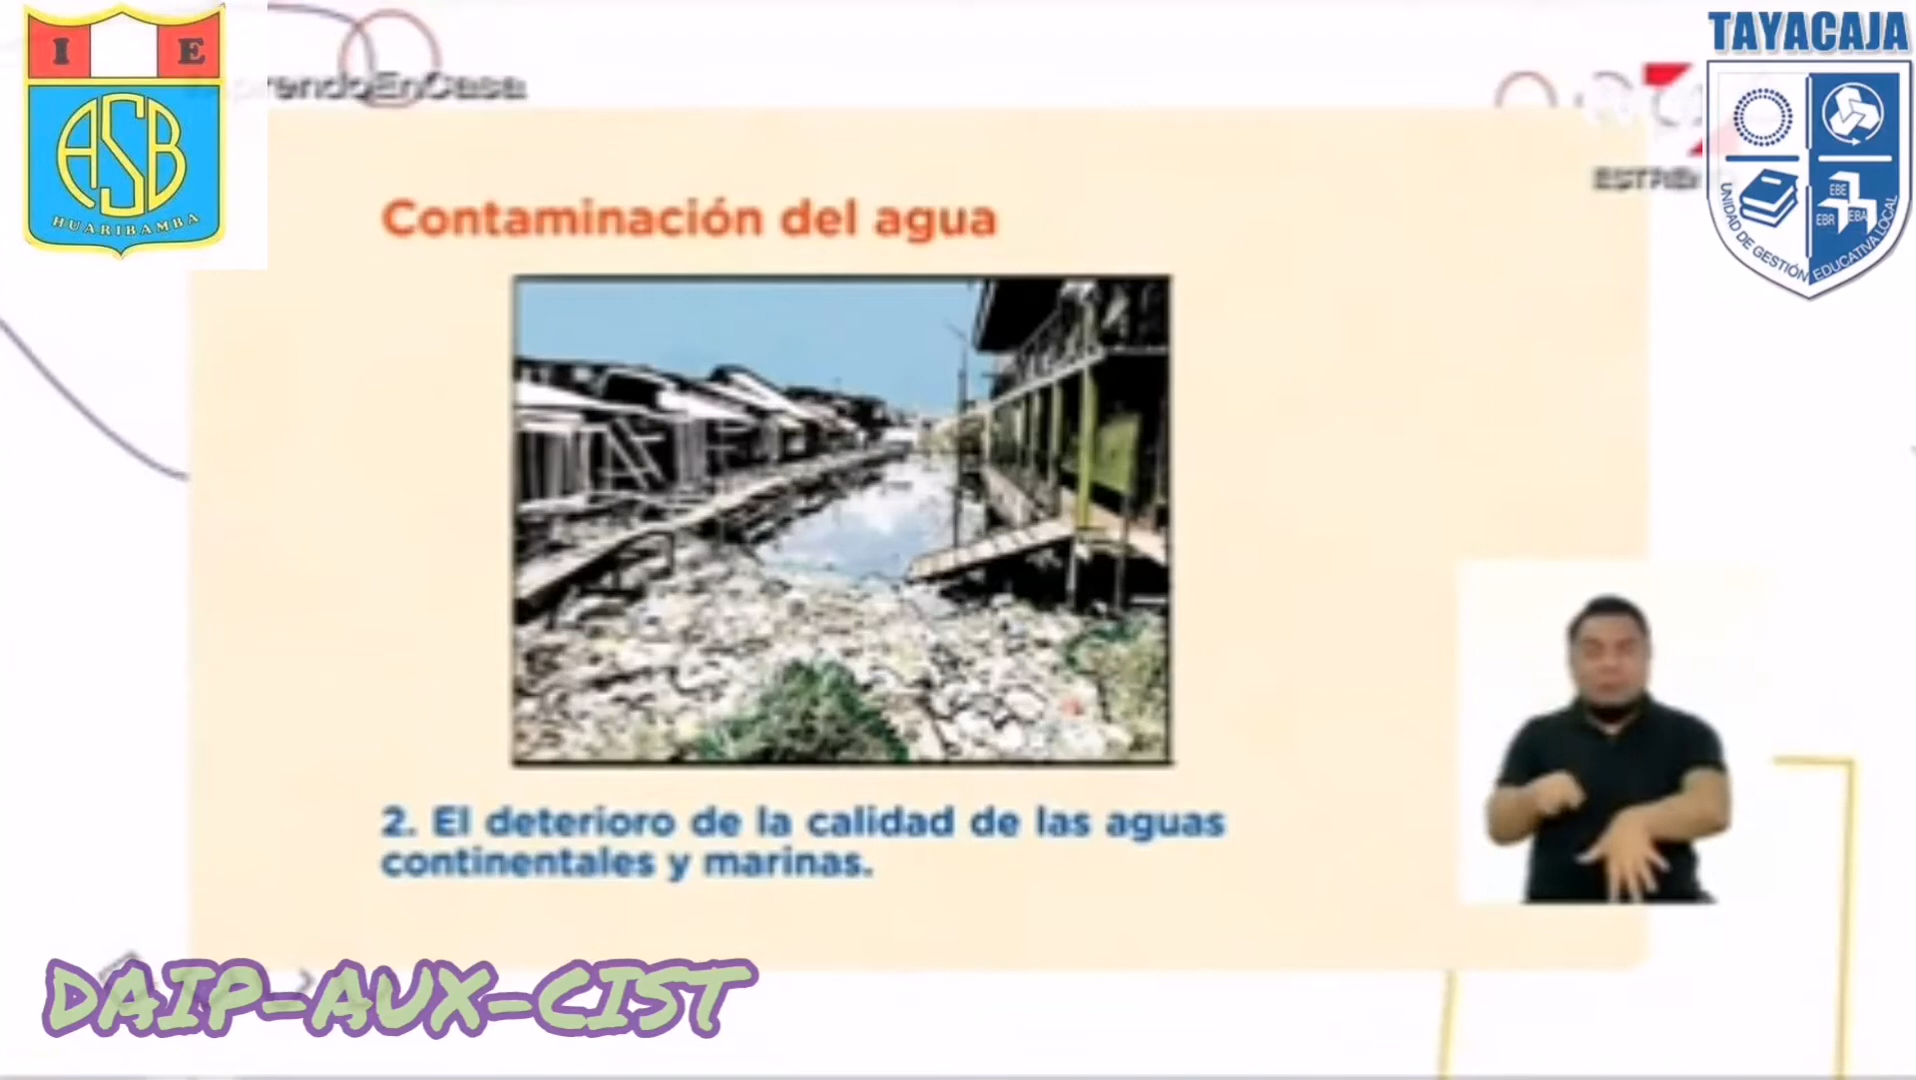 I E
ASB
HUARIBAMBA
prendoEnCasa
TAYACAJA
EBE
EBR
EBA
UNIDAD DE GESTIÓN EDUCATIVA LOCAL
Contaminación del agua
2. El deterioro de la calidad de las aguas
continentales y marinas.
DAIP-AUX-CIST